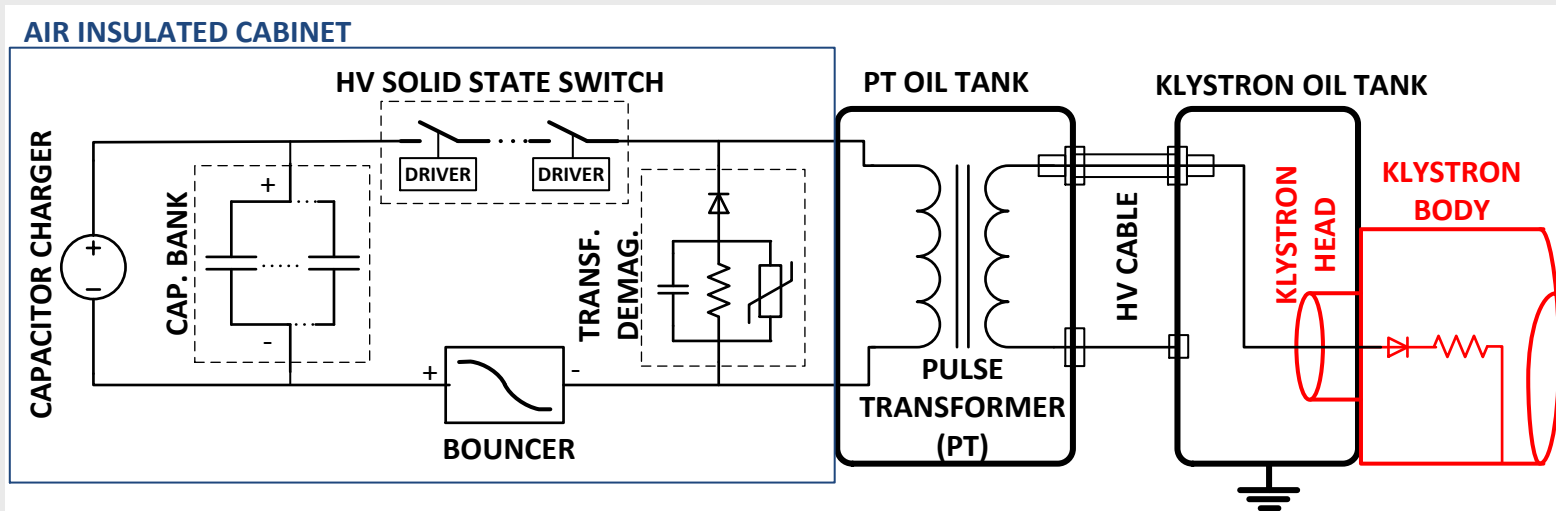 AIR INSULATED CABINET
HV SOLID STATE SWITCH
PT OIL TANK
KLYSTRON OIL TANK
CAPACITOR CHARGER
+
−
CAP. BANK
+
-
DRIVER
DRIVER
TRANSF.
DEMAG.
+
-
BOUNCER
PULSE
TRANSFORMER
(PT)
HV CABLE
KLYSTRON
HEAD
KLYSTRON
BODY